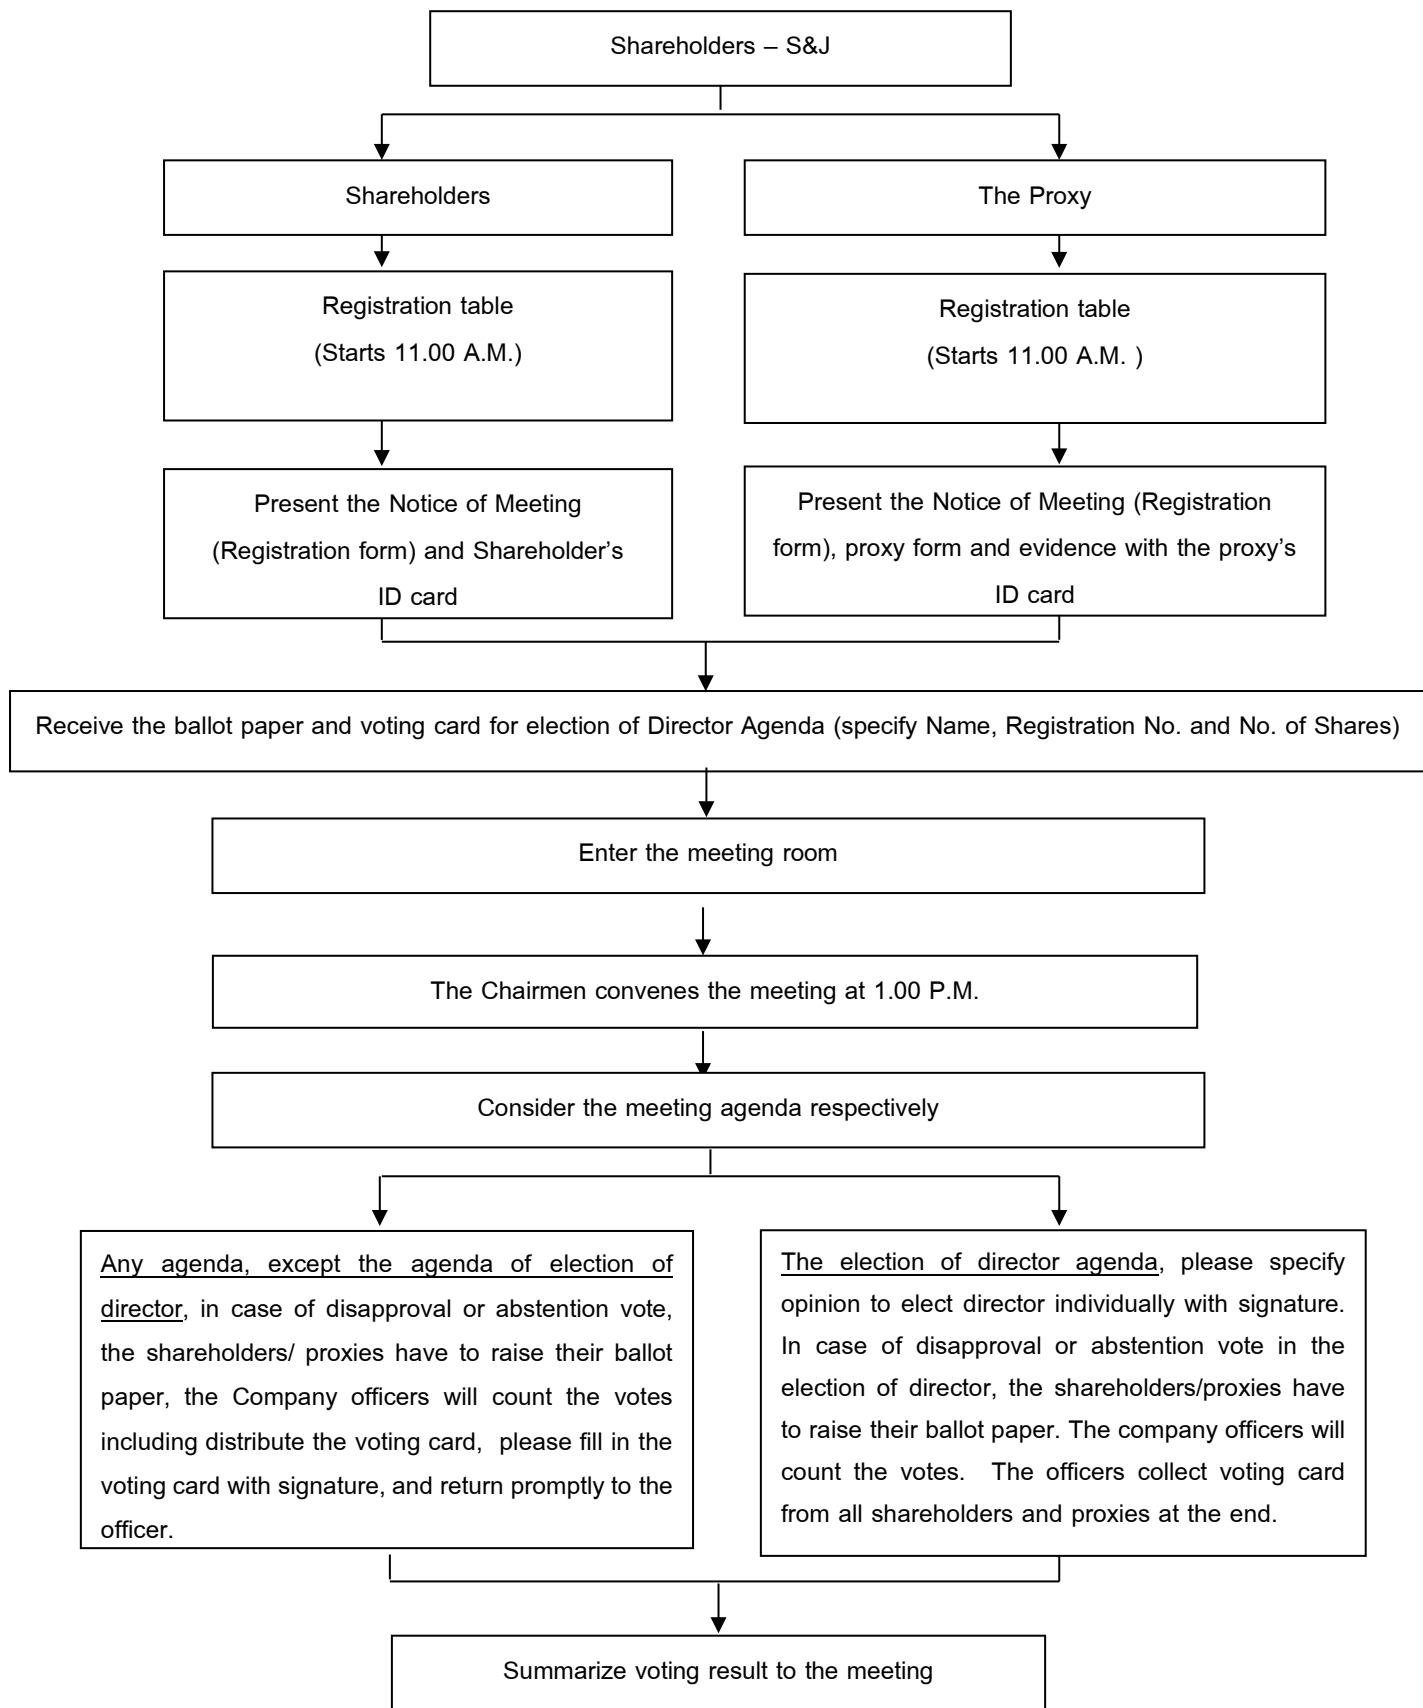 Shareholders – S&J
Shareholders
The Proxy
Registration table
(Starts 11.00 A.M.)
Registration table
(Starts 11.00 A.M. )
Present the Notice of Meeting
(Registration form) and Shareholder’s
ID card
Present the Notice of Meeting (Registration
form), proxy form and evidence with the proxy’s
ID card
Receive the ballot paper and voting card for election of Director Agenda (specify Name, Registration No. and No. of Shares)
Enter the meeting room
The Chairmen convenes the meeting at 1.00 P.M.
Consider the meeting agenda respectively
Any agenda, except the agenda of election of
director, in case of disapproval or abstention vote,
the shareholders/ proxies have to raise their ballot
paper, the Company officers will count the votes
including distribute the voting card, please fill in the
voting card with signature, and return promptly to the
officer.
The election of director agenda, please specify
opinion to elect director individually with signature.
In case of disapproval or abstention vote in the
election of director, the shareholders/proxies have
to raise their ballot paper. The company officers will
count the votes. The officers collect voting card
from all shareholders and proxies at the end.
Summarize voting result to the meeting